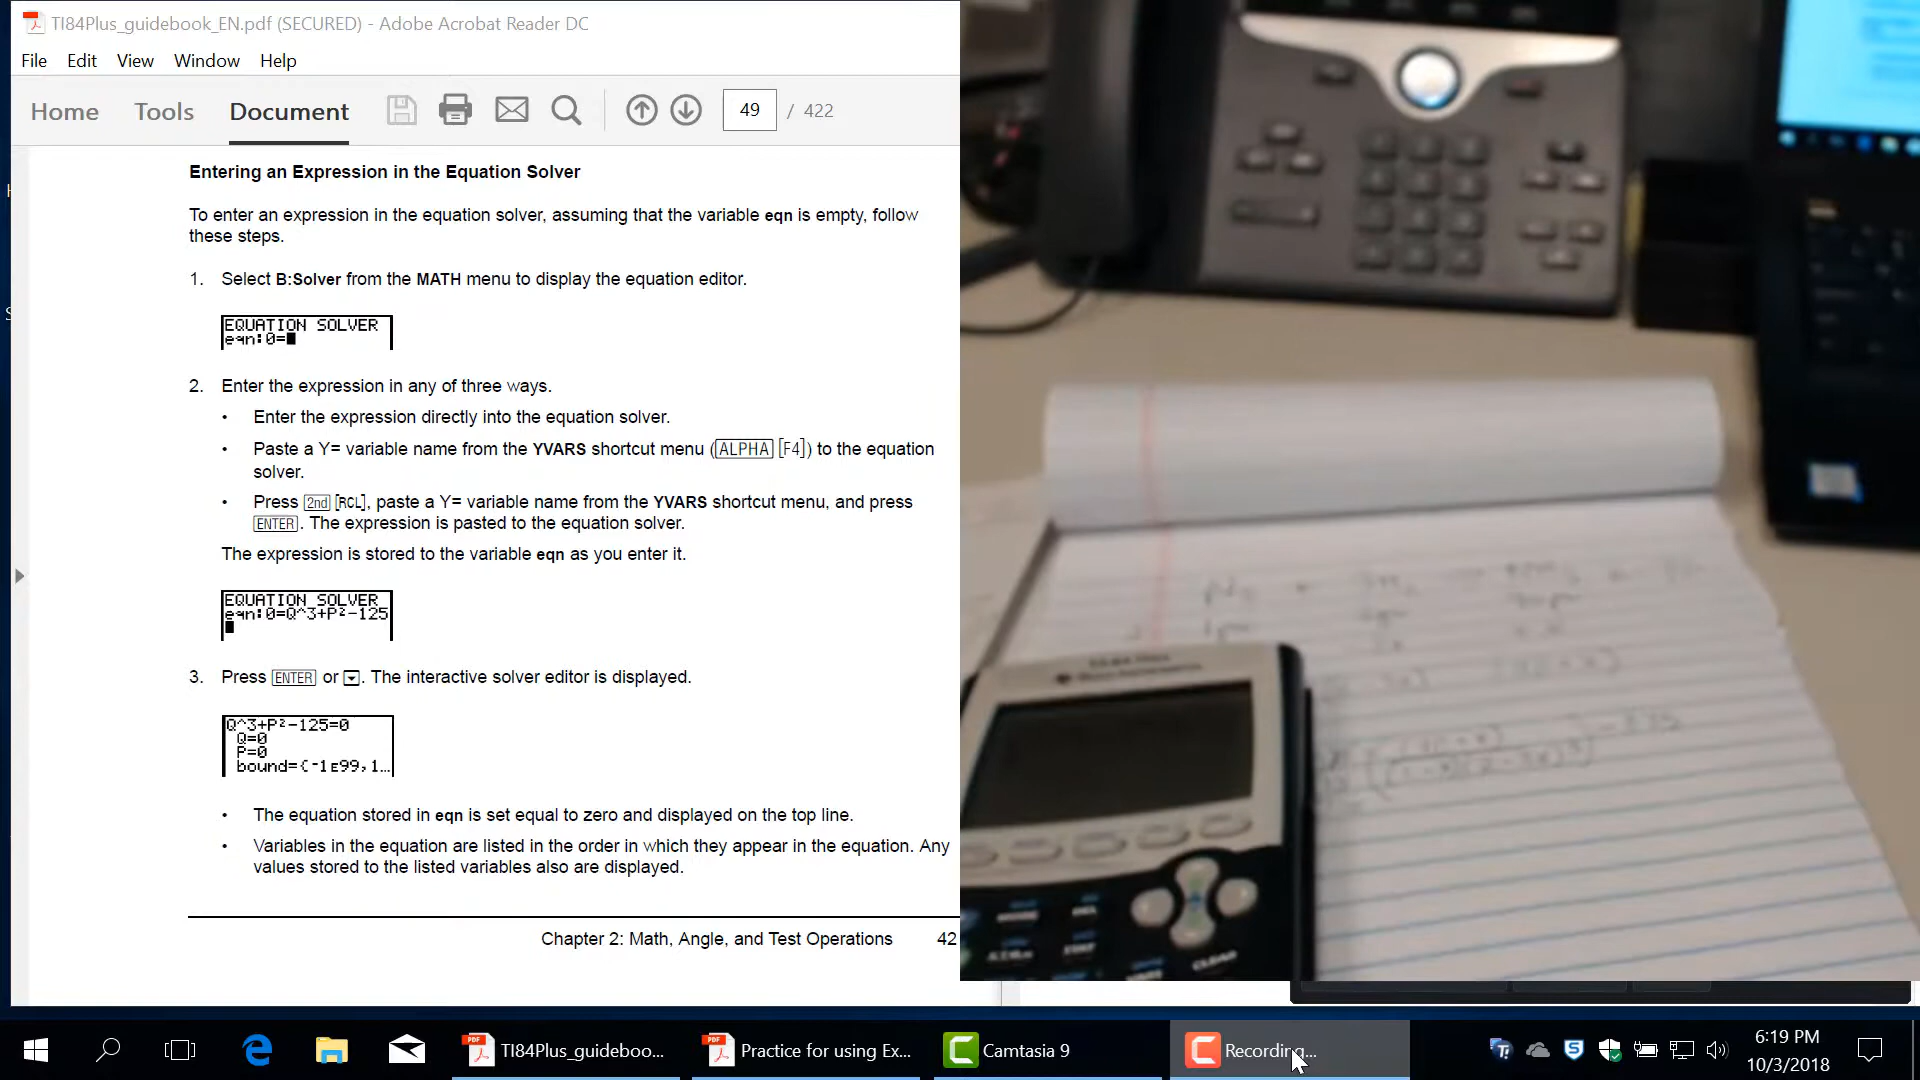 TI84Plus_guidebook_EN.pdf (SECURED) - Adobe Acrobat Reader DC
File Edit View Window Help
Home Tools Document 49 / 422
Entering an Expression in the Equation Solver
To enter an expression in the equation solver, assuming that the variable eqn is empty, follow
these steps.
1. Select B:Solver from the MATH menu to display the equation editor.
EQUATION SOLVER
eqn:0=
2. Enter the expression in any of three ways.
• Enter the expression directly into the equation solver.
• Paste a Y= variable name from the YVARS shortcut menu (ALPHA [F4]) to the equation
solver.
• Press 2nd [RCL], paste a Y= variable name from the YVARS shortcut menu, and press
ENTER. The expression is pasted to the equation solver.
The expression is stored to the variable eqn as you enter it.
EQUATION SOLVER
eqn:0=Q^3+P²-125
3. Press ENTER or ▼. The interactive solver editor is displayed.
Q^3+P²-125=0
Q=0
P=0
bound={-1E99,1...
• The equation stored in eqn is set equal to zero and displayed on the top line.
• Variables in the equation are listed in the order in which they appear in the equation. Any
values stored to the listed variables also are displayed.
Chapter 2: Math, Angle, and Test Operations 42
CLEAR
TI84Plus_guideboo...
Practice for using Ex...
Camtasia 9
Recording...
6:19 PM
10/3/2018